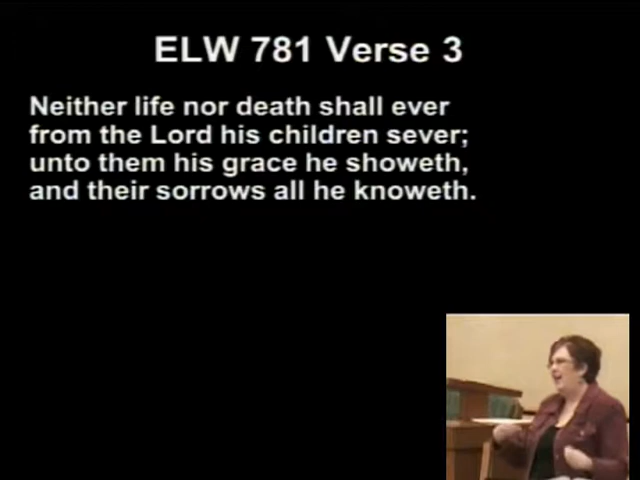 ELW 781 Verse 3
Neither life nor death shall ever
from the Lord his children sever;
unto them his grace he showeth,
and their sorrows all he knoweth.